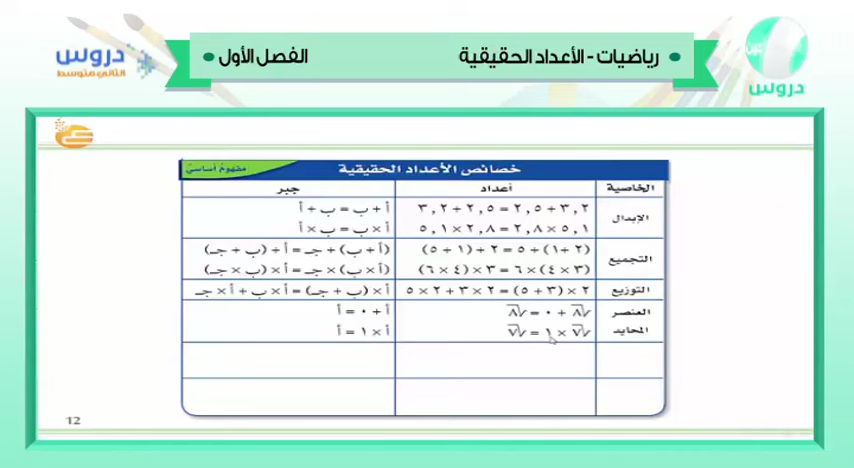 رياضيات - الأعداد الحقيقية
الفصل الأول
دروس
الثاني متوسط
دروس
خصائص الأعداد الحقيقية
مفهوم أساسي
الخاصية أعداد جبر
الإبدال ٣,٢ + ٢,٥ = ٢,٥ + ٣,٢ أ + ب = ب + أ
٥,١ × ٢,٨ = ٢,٨ × ٥,١ أ × ب = ب × أ
التجميع (٢ + ١) + ٥ = ٢ + (١ + ٥) (أ + ب) + جـ = أ + (ب + جـ)
(٣ × ٤) × ٦ = ٣ × (٤ × ٦) (أ × ب) × جـ = أ × (ب × جـ)
التوزيع ٢ × (٣ + ٥) = ٢ × ٣ + ٢ × ٥ أ × (ب + جـ) = أ × ب + أ × جـ
العنصر √٨ + ٠ = √٨ أ + ٠ = أ
المحايد √٧ × ١ = √٧ أ × ١ = أ
12